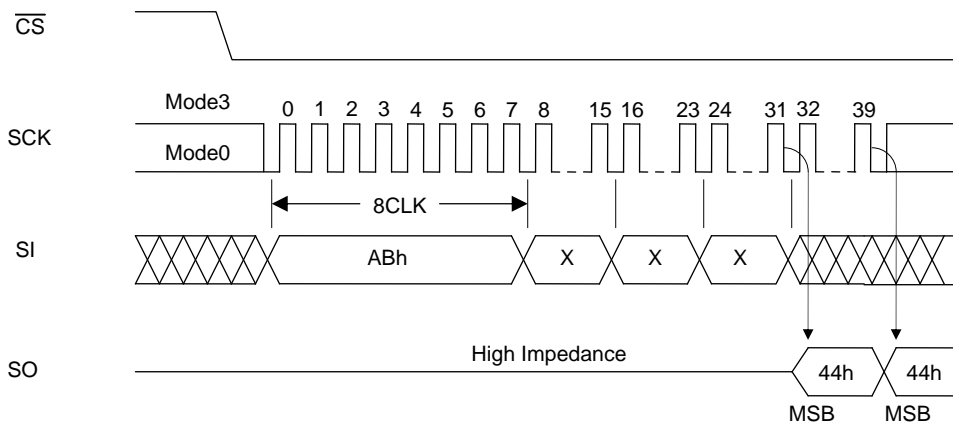 CS
Mode3
0 1 2 3 4 5 6 7 8 15 16 23 24 31 32 39
SCK
Mode0
8CLK
SI
ABh X X X
High Impedance
SO
44h 44h
MSB MSB